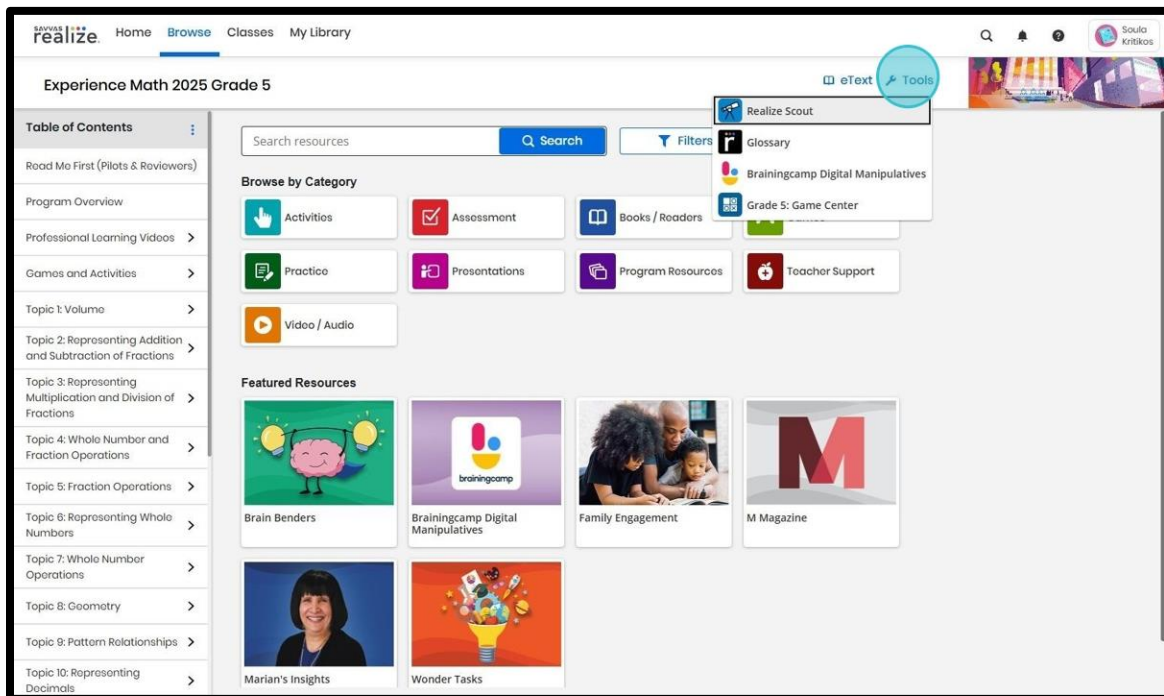 SAVVAS
realize. Home Browse Classes My Library
Soula
Kritikos
Experience Math 2025 Grade 5
eText Tools
Realize Scout
Glossary
Brainingcamp Digital Manipulatives
Grade 5: Game Center
Table of Contents
Read Me First (Pilots & Reviewers)
Program Overview
Professional Learning Videos
Games and Activities
Topic 1: Volume
Topic 2: Representing Addition
and Subtraction of Fractions
Topic 3: Representing
Multiplication and Division of
Fractions
Topic 4: Whole Number and
Fraction Operations
Topic 5: Fraction Operations
Topic 6: Representing Whole
Numbers
Topic 7: Whole Number
Operations
Topic 8: Geometry
Topic 9: Pattern Relationships
Topic 10: Representing
Decimals
Search resources
Search
Filters
Browse by Category
Activities
Assessment
Books / Readers
Practice
Presentations
Program Resources
Teacher Support
Video / Audio
Featured Resources
brainingcamp
M
Brain Benders
Brainingcamp Digital
Manipulatives
Family Engagement
M Magazine
Marian's Insights
Wonder Tasks